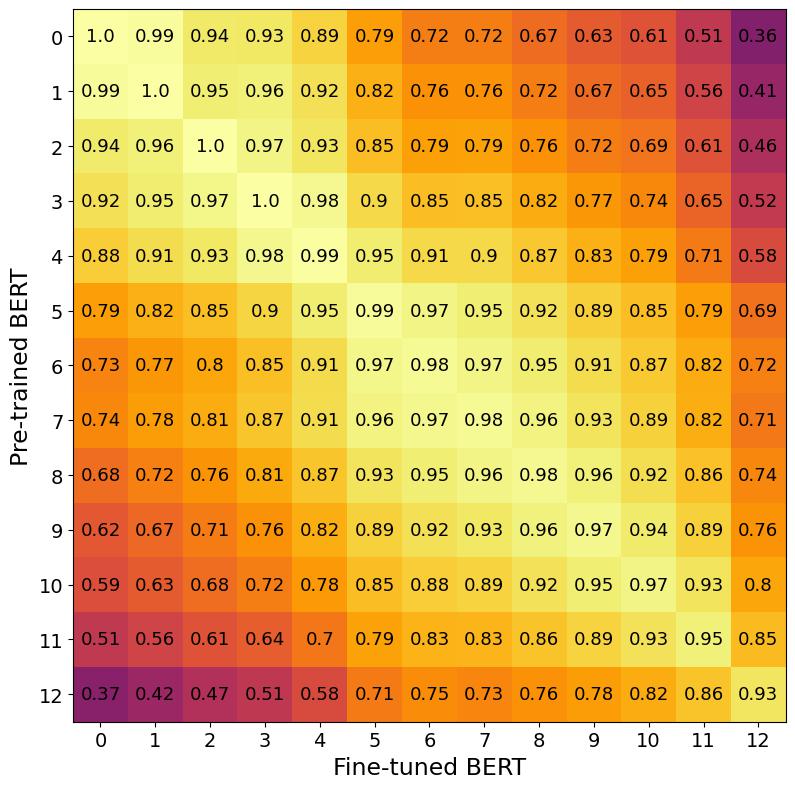 0 1.0 0.99 0.94 0.93 0.89 0.79 0.72 0.72 0.67 0.63 0.61 0.51 0.36
1 0.99 1.0 0.95 0.96 0.92 0.82 0.76 0.76 0.72 0.67 0.65 0.56 0.41
2 0.94 0.96 1.0 0.97 0.93 0.85 0.79 0.79 0.76 0.72 0.69 0.61 0.46
3 0.92 0.95 0.97 1.0 0.98 0.9 0.85 0.85 0.82 0.77 0.74 0.65 0.52
4 0.88 0.91 0.93 0.98 0.99 0.95 0.91 0.9 0.87 0.83 0.79 0.71 0.58
5 0.79 0.82 0.85 0.9 0.95 0.99 0.97 0.95 0.92 0.89 0.85 0.79 0.69
6 0.73 0.77 0.8 0.85 0.91 0.97 0.98 0.97 0.95 0.91 0.87 0.82 0.72
7 0.74 0.78 0.81 0.87 0.91 0.96 0.97 0.98 0.96 0.93 0.89 0.82 0.71
8 0.68 0.72 0.76 0.81 0.87 0.93 0.95 0.96 0.98 0.96 0.92 0.86 0.74
9 0.62 0.67 0.71 0.76 0.82 0.89 0.92 0.93 0.96 0.97 0.94 0.89 0.76
10 0.59 0.63 0.68 0.72 0.78 0.85 0.88 0.89 0.92 0.95 0.97 0.93 0.8
11 0.51 0.56 0.61 0.64 0.7 0.79 0.83 0.83 0.86 0.89 0.93 0.95 0.85
12 0.37 0.42 0.47 0.51 0.58 0.71 0.75 0.73 0.76 0.78 0.82 0.86 0.93
0 1 2 3 4 5 6 7 8 9 10 11 12
Fine-tuned BERT
Pre-trained BERT